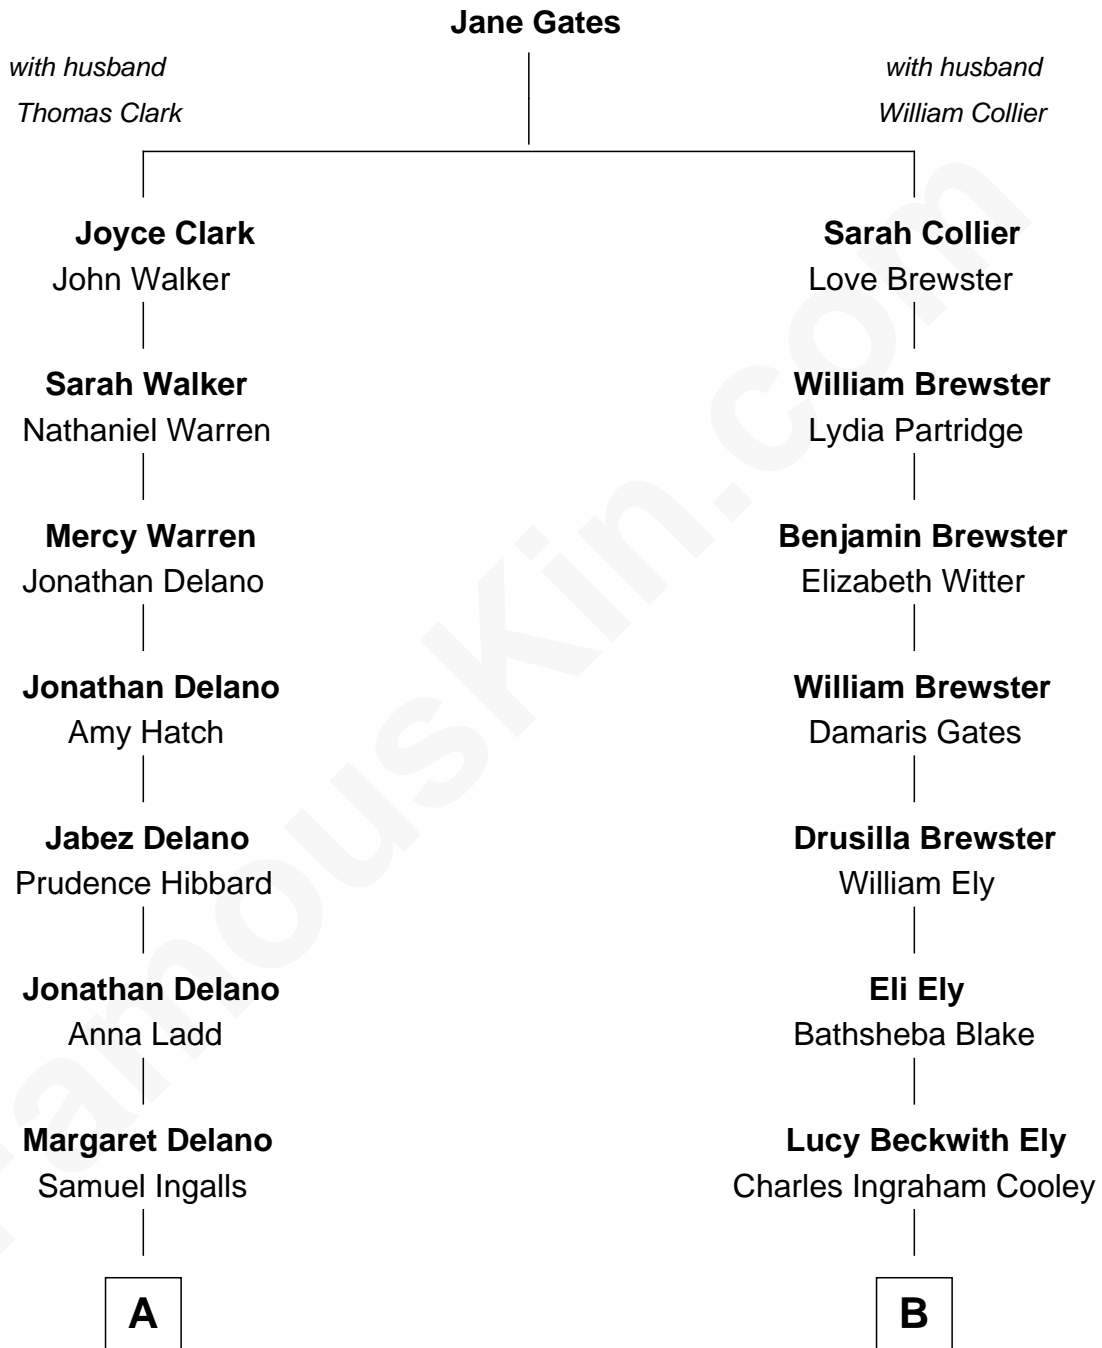 Jane Gates
with husband
Thomas Clark
with husband
William Collier
Joyce Clark
John Walker
Sarah Collier
Love Brewster
Sarah Walker
Nathaniel Warren
William Brewster
Lydia Partridge
Mercy Warren
Jonathan Delano
Benjamin Brewster
Elizabeth Witter
Jonathan Delano
Amy Hatch
William Brewster
Damaris Gates
Jabez Delano
Prudence Hibbard
Drusilla Brewster
William Ely
Jonathan Delano
Anna Ladd
Eli Ely
Bathsheba Blake
Margaret Delano
Samuel Ingalls
Lucy Beckwith Ely
Charles Ingraham Cooley
A
B
FamousKin.com